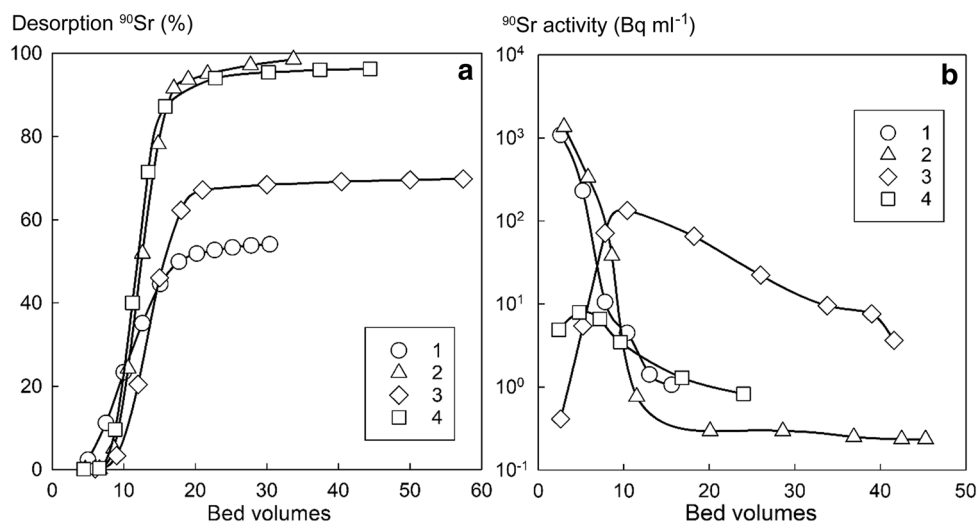 Desorption ⁹⁰Sr (%)
a
100
80
60
40
20
0
1
2
3
4
0 10 20 30 40 50 60
Bed volumes
⁹⁰Sr activity (Bq ml⁻¹)
b
10⁴
10³
10²
10¹
10⁰
10⁻¹
1
2
3
4
0 10 20 30 40 50
Bed volumes